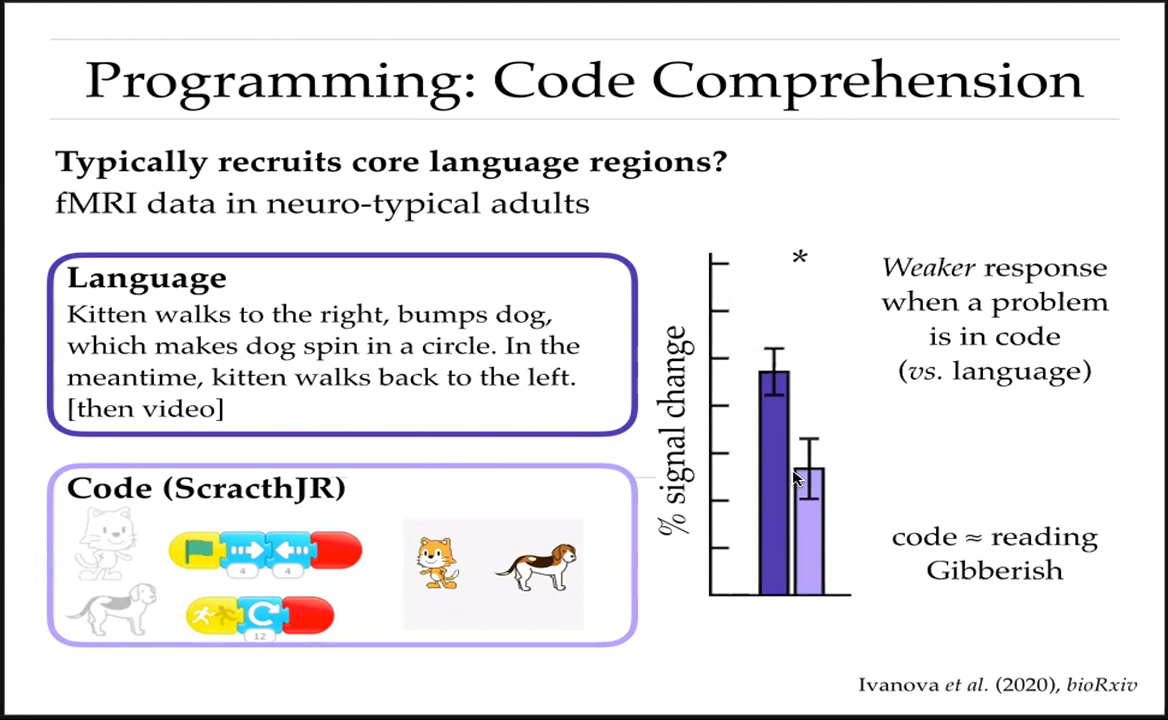 Programming: Code Comprehension
Typically recruits core language regions?
fMRI data in neuro-typical adults
Language
Kitten walks to the right, bumps dog,
which makes dog spin in a circle. In the
meantime, kitten walks back to the left.
[then video]
Code (ScracthJR)
4 4
12
% signal change
*
Weaker response
when a problem
is in code
(vs. language)
code ≈ reading
Gibberish
Ivanova et al. (2020), bioRxiv